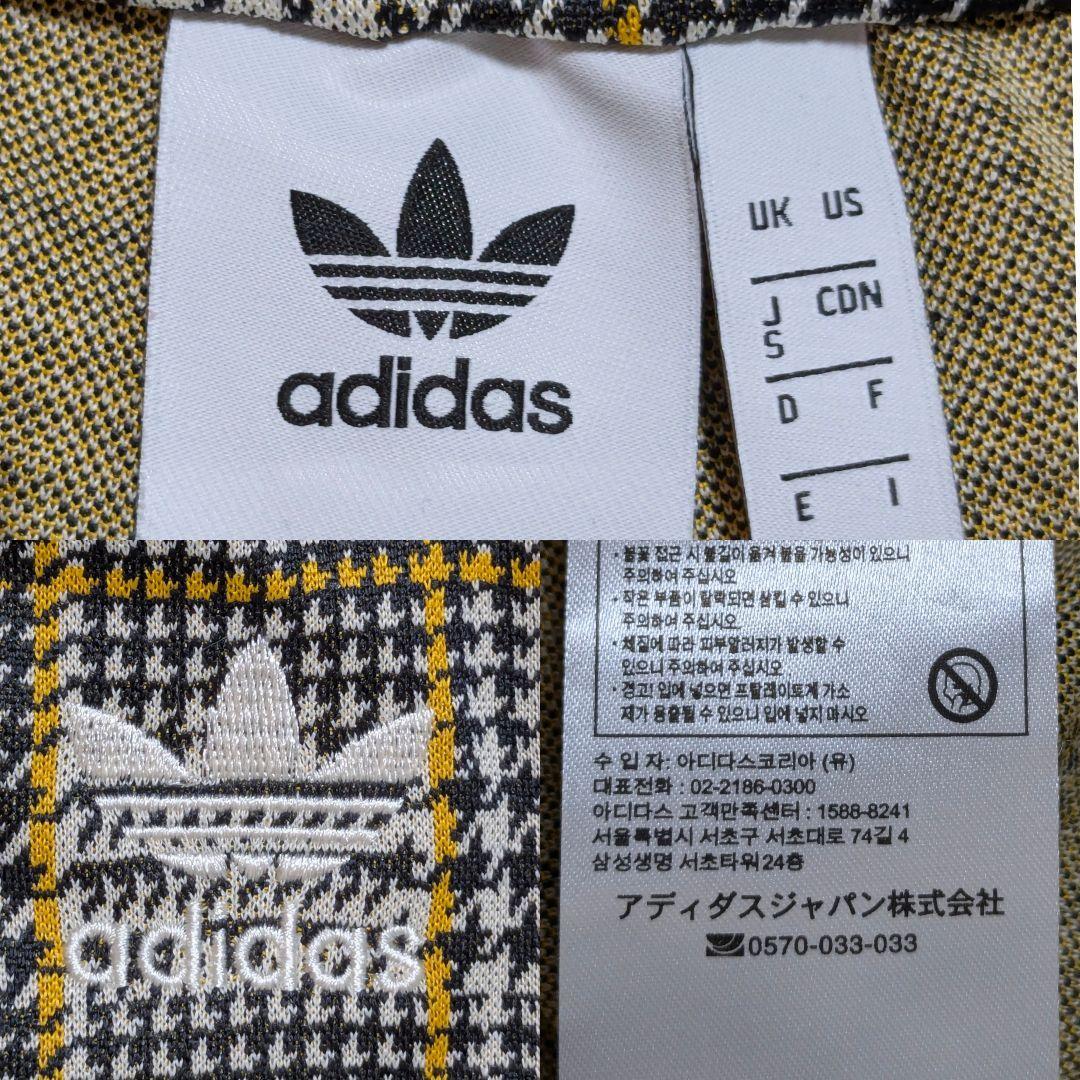 adidas
UK US
J CDN
S
D F
E I
adidas
· 불꽃 접근 시 불길이 옮겨 붙을 가능성이 있으니
주의하여 주십시오
· 작은 부품이 탈락되면 삼킬 수 있으니
주의하여 주십시오
· 체질에 따라 피부알러지가 발생할 수
있으니 주의하여 주십시오
· 경고! 입에 넣으면 프탈레이트계 가소
제가 용출될 수 있으니 입에 넣지 마시오
수 입 자: 아디다스코리아 (유)
대표전화 : 02-2186-0300
아디다스 고객만족센터 : 1588-8241
서울특별시 서초구 서초대로 74길 4
삼성생명 서초타워 24층
アディダスジャパン株式会社
0570-033-033